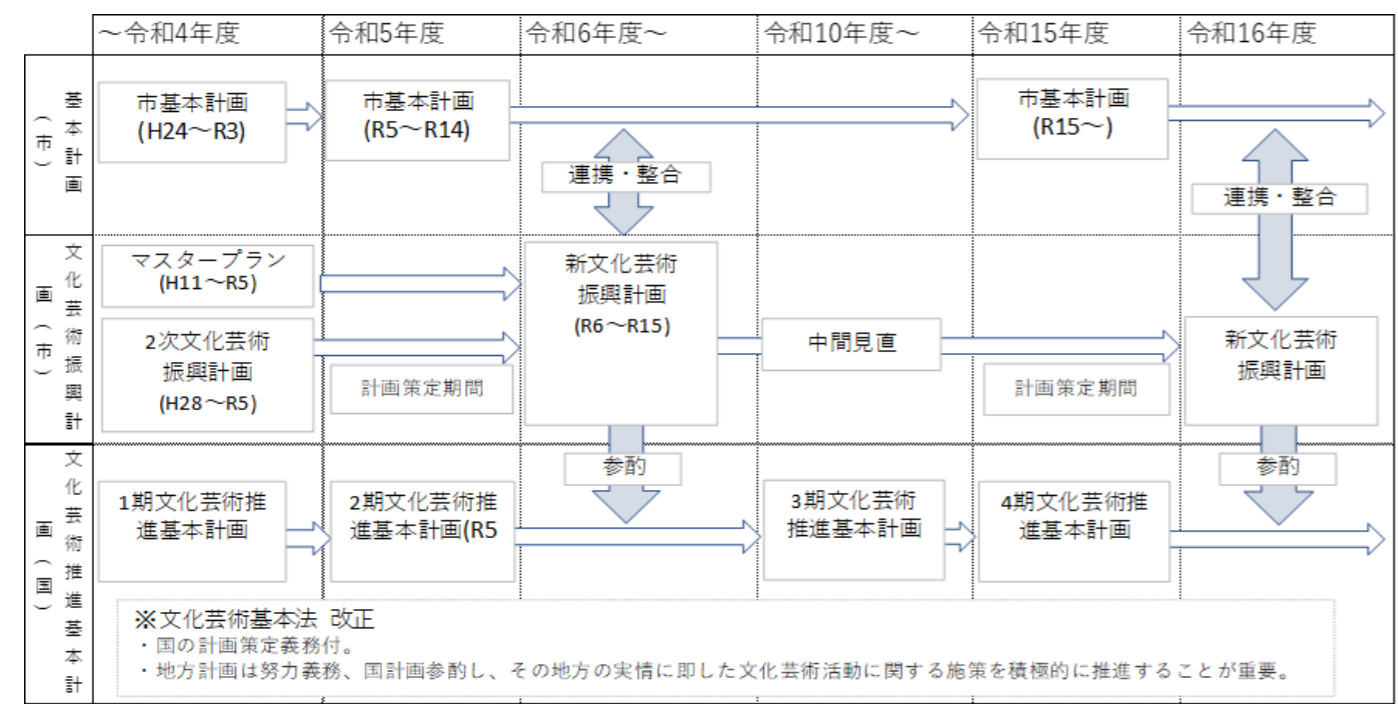 ～令和4年度
令和5年度
令和6年度～
令和10年度～
令和15年度
令和16年度
基本計画
（市）
市基本計画
(H24～R3)
市基本計画
(R5～R14)
市基本計画
(R15～)
連携・整合
連携・整合
文化芸術振興計
画（市）
マスタープラン
(H11～R5)
2次文化芸術
振興計画
(H28～R5)
計画策定期間
新文化芸術
振興計画
(R6～R15)
中間見直
計画策定期間
新文化芸術
振興計画
参酌
参酌
文化芸術推進基本計
画（国）
1期文化芸術推
進基本計画
2期文化芸術推
進基本計画(R5
3期文化芸術
推進基本計画
4期文化芸術推
進基本計画
※文化芸術基本法 改正
・国の計画策定義務付。
・地方計画は努力義務、国計画参酌し、その地方の実情に即した文化芸術活動に関する施策を積極的に推進することが重要。